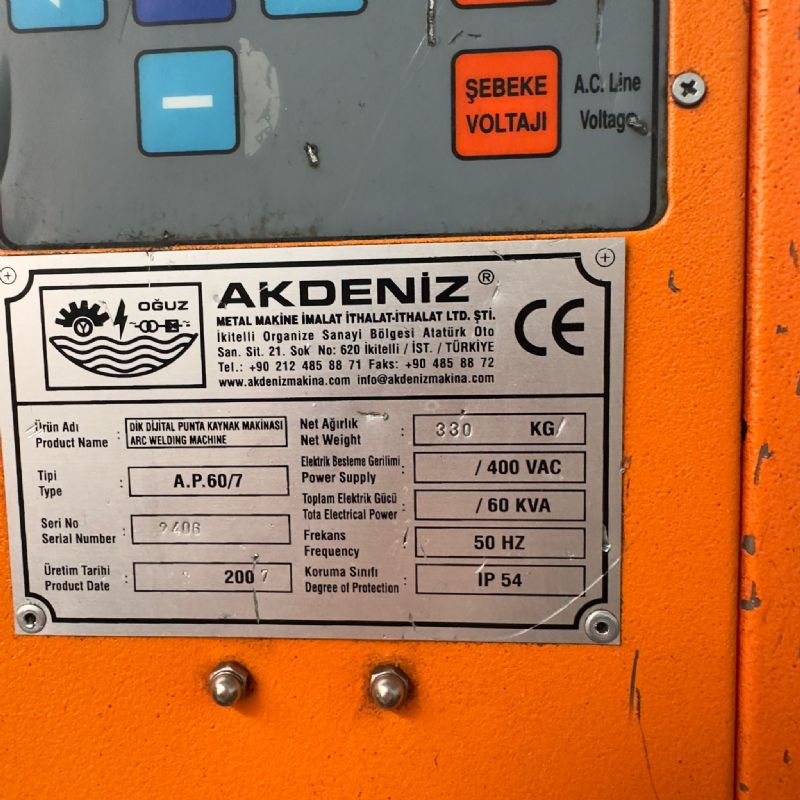 ŞEBEKE
VOLTAJI
A.C. Line
Voltage
OĞUZ
Y
AKDENİZ®
METAL MAKİNE İMALAT İTHALAT-İTHALAT LTD. ŞTİ.
İkitelli Organize Sanayi Bölgesi Atatürk Oto
San. Sit. 21. Sok No: 620 İkitelli / İST. / TÜRKİYE
Tel.: +90 212 485 88 71 Faks: +90 485 88 72
www.akdenizmakina.com info@akdenizmakina.com
CE
Ürün Adı
Product Name :
DİK DİJİTAL PUNTA KAYNAK MAKİNASI
ARC WELDING MACHINE
Tipi
Type :
A.P.60/7
Seri No
Serial Number :
2406
Üretim Tarihi
Product Date :
2007
Net Ağırlık
Net Weight :
330 KG
Elektrik Besleme Gerilimi
Power Supply :
/ 400 VAC
Toplam Elektrik Gücü
Tota Electrical Power :
/ 60 KVA
Frekans
Frequency :
50 HZ
Koruma Sınıfı
Degree of Protection :
IP 54